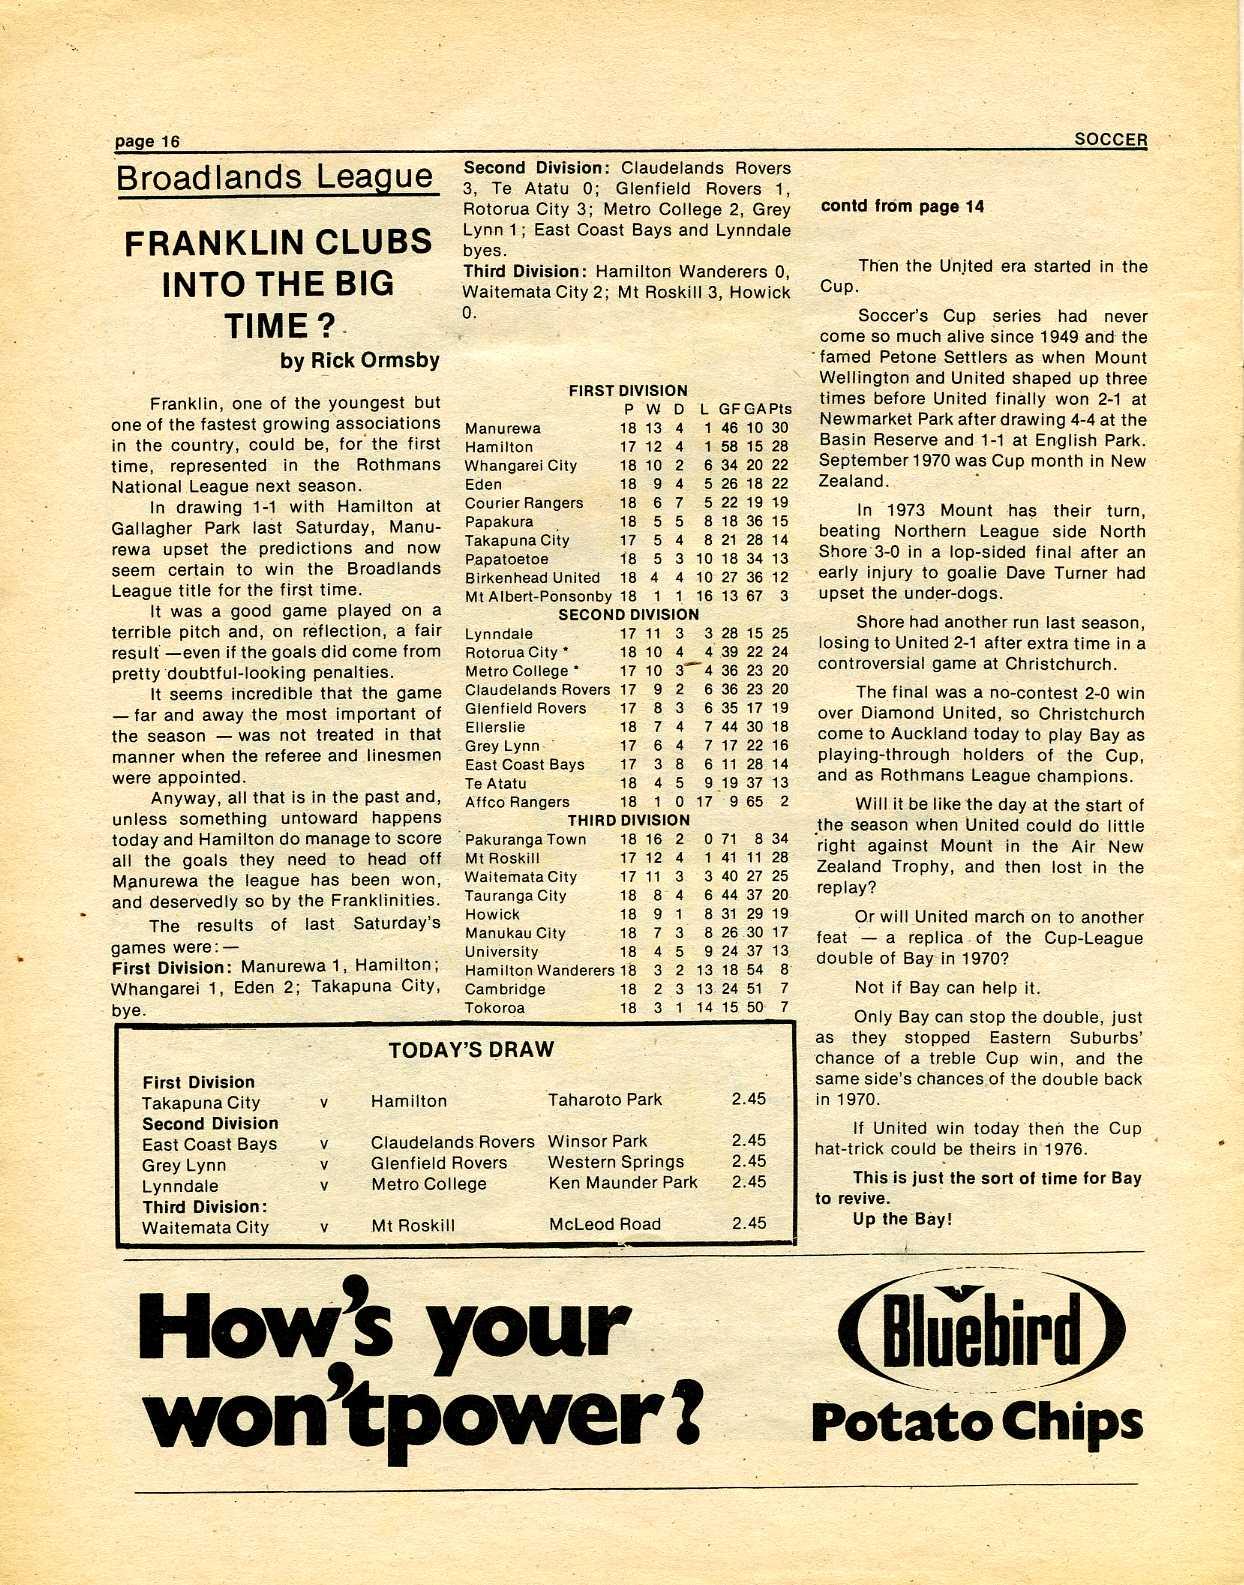 page 16
SOCCER
Broadlands League
FRANKLIN CLUBS
INTO THE BIG
TIME?
by Rick Ormsby
Franklin, one of the youngest but
one of the fastest growing associations
in the country, could be, for the first
time, represented in the Rothmans
National League next season.
In drawing 1-1 with Hamilton at
Gallagher Park last Saturday, Manu-
rewa upset the predictions and now
seem certain to win the Broadlands
League title for the first time.
It was a good game played on a
terrible pitch and, on reflection, a fair
result —even if the goals did come from
pretty doubtful-looking penalties.
It seems incredible that the game
— far and away the most important of
the season — was not treated in that
manner when the referee and linesmen
were appointed.
Anyway, all that is in the past and,
unless something untoward happens
today and Hamilton do manage to score
all the goals they need to head off
Manurewa the league has been won,
and deservedly so by the Franklinities.
The results of last Saturday's
games were: —
First Division: Manurewa 1, Hamilton;
Whangarei 1, Eden 2; Takapuna City,
bye.
Second Division: Claudelands Rovers
3, Te Atatu 0; Glenfield Rovers 1,
Rotorua City 3; Metro College 2, Grey
Lynn 1; East Coast Bays and Lynndale
byes.
Third Division: Hamilton Wanderers 0,
Waitemata City 2; Mt Roskill 3, Howick
0.
FIRST DIVISION
P W D L GF GA Pts
Manurewa 18 13 4 1 46 10 30
Hamilton 17 12 4 1 58 15 28
Whangarei City 18 10 2 6 34 20 22
Eden 18 9 4 5 26 18 22
Courier Rangers 18 6 7 5 22 19 19
Papakura 18 5 5 8 18 36 15
Takapuna City 17 5 4 8 21 28 14
Papatoetoe 18 5 3 10 18 34 13
Birkenhead United 18 4 4 10 27 36 12
Mt Albert-Ponsonby 18 1 1 16 13 67 3
SECOND DIVISION
Lynndale 17 11 3 3 28 15 25
Rotorua City * 18 10 4 4 39 22 24
Metro College * 17 10 3 4 36 23 20
Claudelands Rovers 17 9 2 6 36 23 20
Glenfield Rovers 17 8 3 6 35 17 19
Ellerslie 18 7 4 7 44 30 18
Grey Lynn 17 6 4 7 17 22 16
East Coast Bays 17 3 8 6 11 28 14
Te Atatu 18 4 5 9 19 37 13
Affco Rangers 18 1 0 17 9 65 2
THIRD DIVISION
Pakuranga Town 18 16 2 0 71 8 34
Mt Roskill 17 12 4 1 41 11 28
Waitemata City 17 11 3 3 40 27 25
Tauranga City 18 8 4 6 44 37 20
Howick 18 9 1 8 31 29 19
Manukau City 18 7 3 8 26 30 17
University 18 4 5 9 24 37 13
Hamilton Wanderers 18 3 2 13 18 54 8
Cambridge 18 2 3 13 24 51 7
Tokoroa 18 3 1 14 15 50 7
contd from page 14
Then the United era started in the
Cup.
Soccer's Cup series had never
come so much alive since 1949 and the
famed Petone Settlers as when Mount
Wellington and United shaped up three
times before United finally won 2-1 at
Newmarket Park after drawing 4-4 at the
Basin Reserve and 1-1 at English Park.
September 1970 was Cup month in New
Zealand.
In 1973 Mount has their turn,
beating Northern League side North
Shore 3-0 in a lop-sided final after an
early injury to goalie Dave Turner had
upset the under-dogs.
Shore had another run last season,
losing to United 2-1 after extra time in a
controversial game at Christchurch.
The final was a no-contest 2-0 win
over Diamond United, so Christchurch
come to Auckland today to play Bay as
playing-through holders of the Cup,
and as Rothmans League champions.
Will it be like the day at the start of
the season when United could do little
right against Mount in the Air New
Zealand Trophy, and then lost in the
replay?
Or will United march on to another
feat — a replica of the Cup-League
double of Bay in 1970?
Not if Bay can help it.
Only Bay can stop the double, just
as they stopped Eastern Suburbs'
chance of a treble Cup win, and the
same side's chances of the double back
in 1970.
If United win today then the Cup
hat-trick could be theirs in 1976.
This is just the sort of time for Bay
to revive.
Up the Bay!
TODAY'S DRAW
First Division
Takapuna City v Hamilton Taharoto Park 2.45
Second Division
East Coast Bays v Claudelands Rovers Winsor Park 2.45
Grey Lynn v Glenfield Rovers Western Springs 2.45
Lynndale v Metro College Ken Maunder Park 2.45
Third Division:
Waitemata City v Mt Roskill McLeod Road 2.45
How's your
won'tpower?
Bluebird
Potato Chips